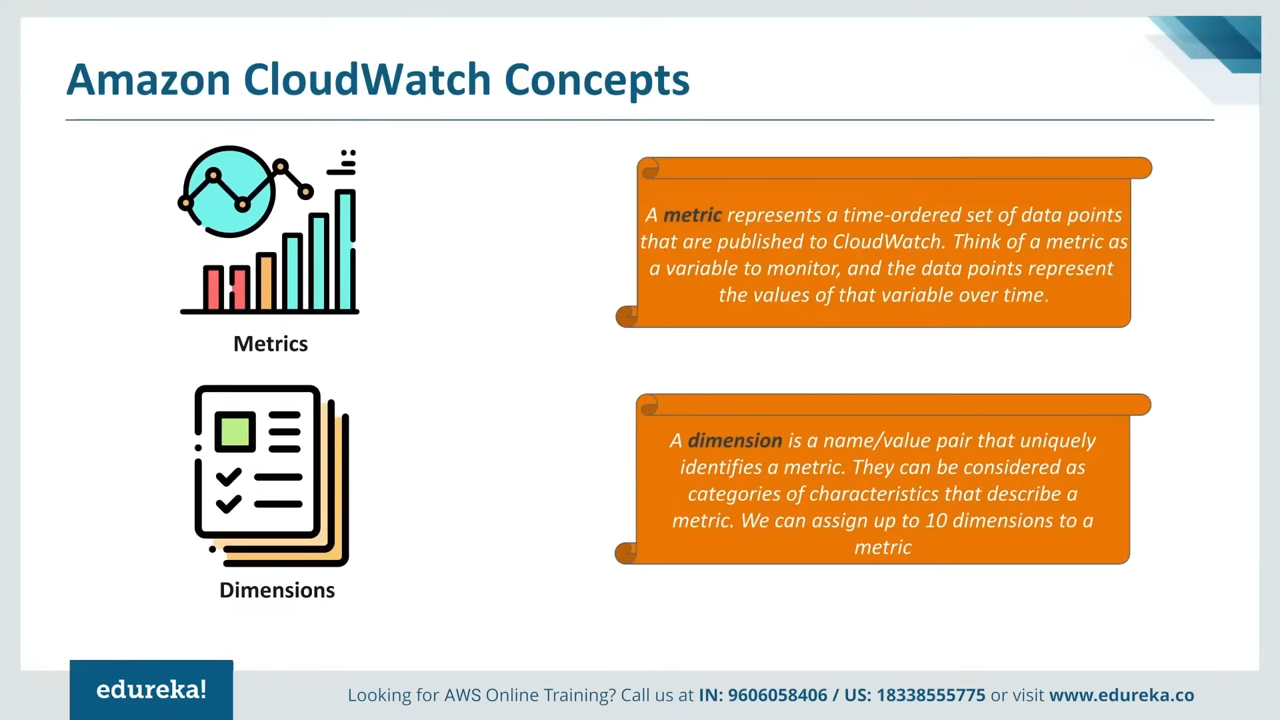 Amazon CloudWatch Concepts
A metric represents a time-ordered set of data points
that are published to CloudWatch. Think of a metric as
a variable to monitor, and the data points represent
the values of that variable over time.
Metrics
A dimension is a name/value pair that uniquely
identifies a metric. They can be considered as
categories of characteristics that describe a
metric. We can assign up to 10 dimensions to a
metric
Dimensions
edureka!
Looking for AWS Online Training? Call us at IN: 9606058406 / US: 18338555775 or visit www.edureka.co